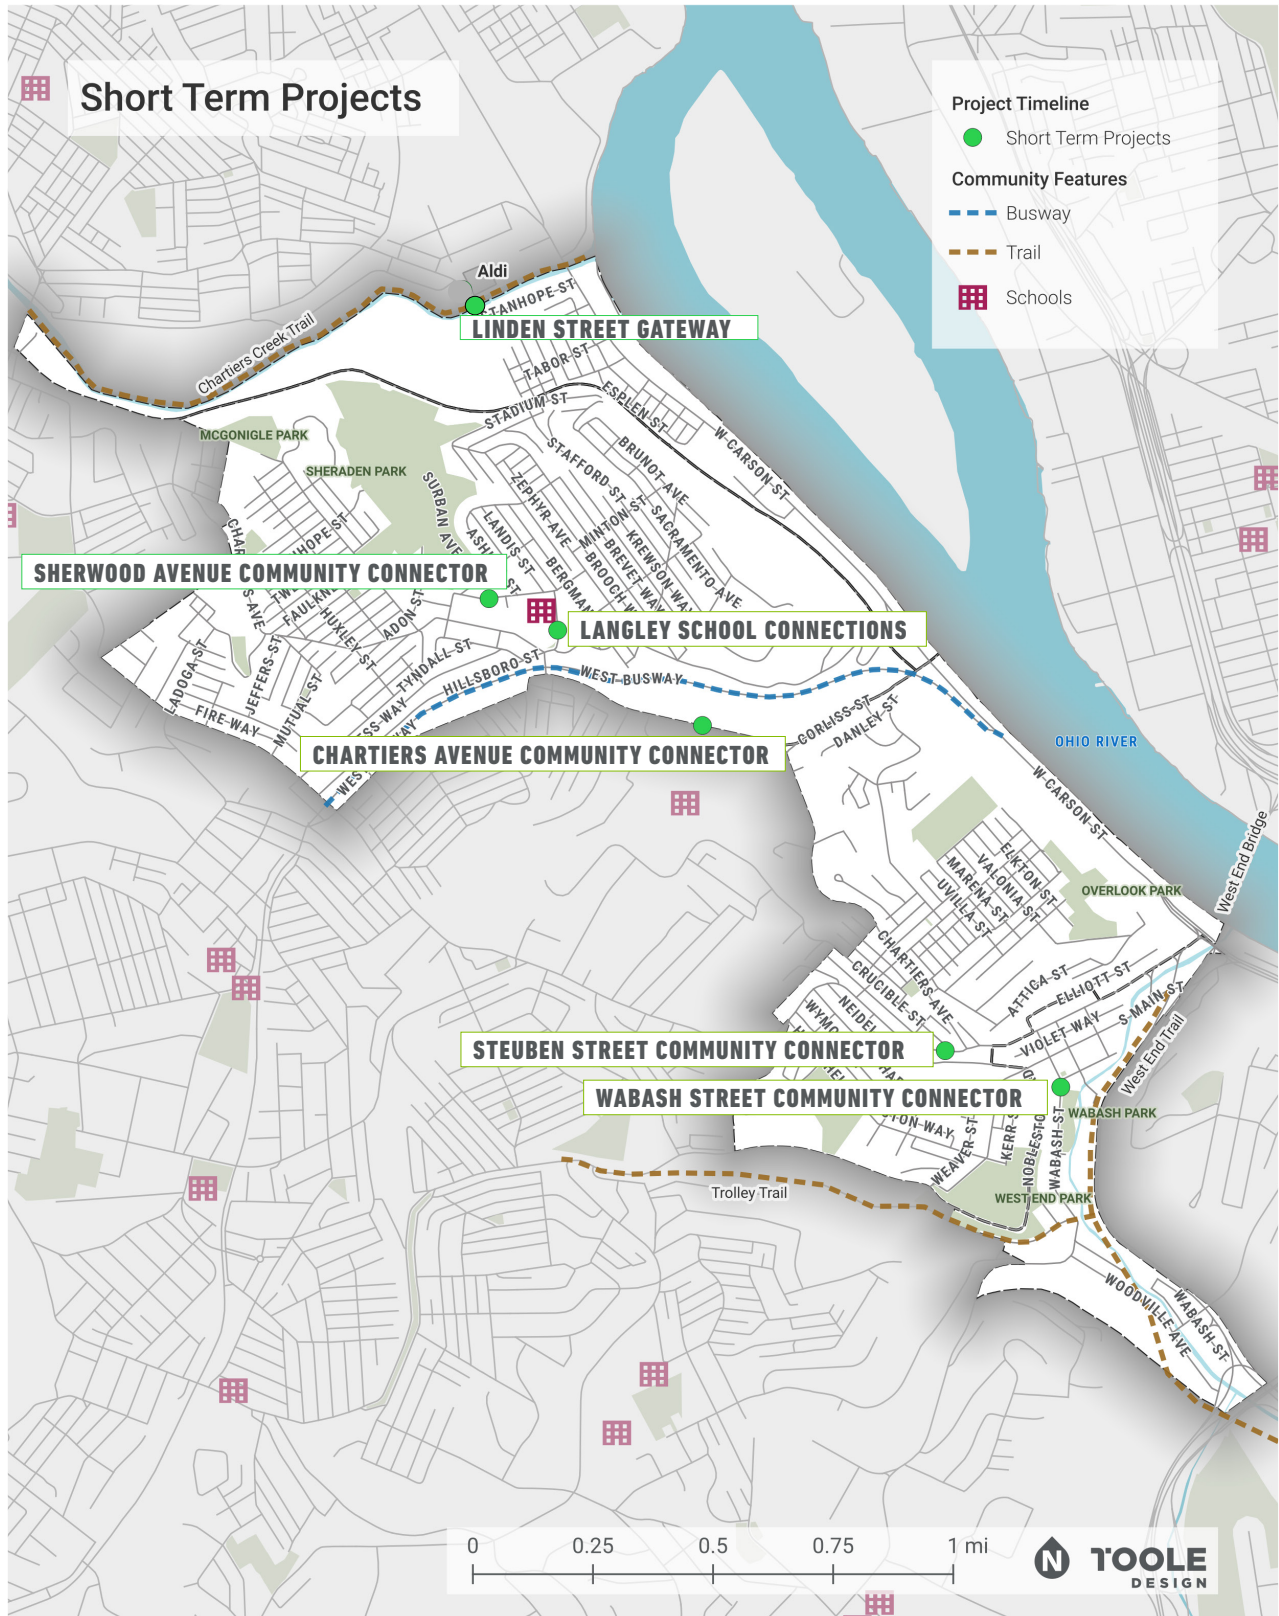 Short Term Projects
Project Timeline
Short Term Projects
Community Features
Busway
Trail
Schools
Aldi
STANHOPE ST
LINDEN STREET GATEWAY
Chartiers Creek Trail
TABOR ST
ESPLEN ST
STADIUM ST
W CARSON ST
MCGONIGLE PARK
SHERADEN PARK
STAFFORD ST
BRUNOT AVE
SURBAN AVE
ZEPHYR AVE
MINTON ST
SACRAMENTO AVE
LANDIS ST
KREWSON WAY
BREVET WAY
SHERWOOD AVENUE COMMUNITY CONNECTOR
ADON ST
HUXLEY ST
LANGLEY SCHOOL CONNECTIONS
TYNDALL ST
HILLSBORO ST
WEST BUSWAY
LADOGA ST
JEFFERS ST
MUTUAL ST
FIRE WAY
CORLISS ST
DANLEY ST
CHARTIERS AVENUE COMMUNITY CONNECTOR
OHIO RIVER
W CARSON ST
West End Bridge
ELKTON ST
VALONIA ST
MARENA ST
UVILLA ST
OVERLOOK PARK
CHARTIERS AVE
CRUCIBLE ST
ATTICA ST
ELLIOTT ST
S MAIN ST
VIOLET WAY
West End Trail
STEUBEN STREET COMMUNITY CONNECTOR
WABASH STREET COMMUNITY CONNECTOR
WABASH PARK
WEAVER ST
WABASH ST
WEST END PARK
Trolley Trail
WOODVILLE AVE
WABASH ST
0 0.25 0.5 0.75 1 mi
N
TOOLE
DESIGN